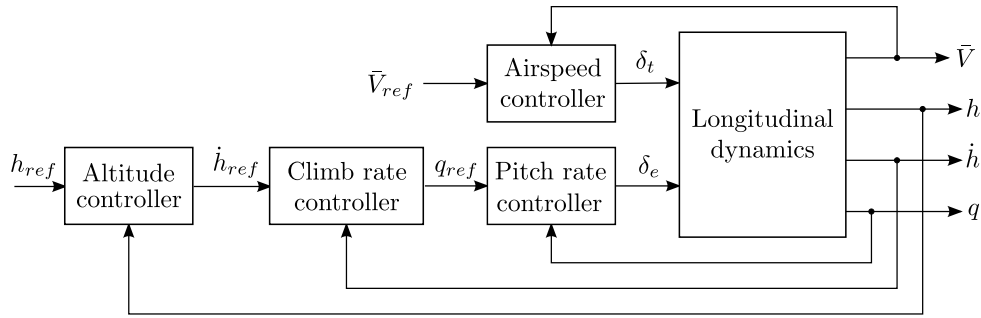 V̄_ref
Airspeed
controller
δ_t
h_ref
Altitude
controller
ḣ_ref
Climb rate
controller
q_ref
Pitch rate
controller
δ_e
Longitudinal
dynamics
V̄
h
ḣ
q